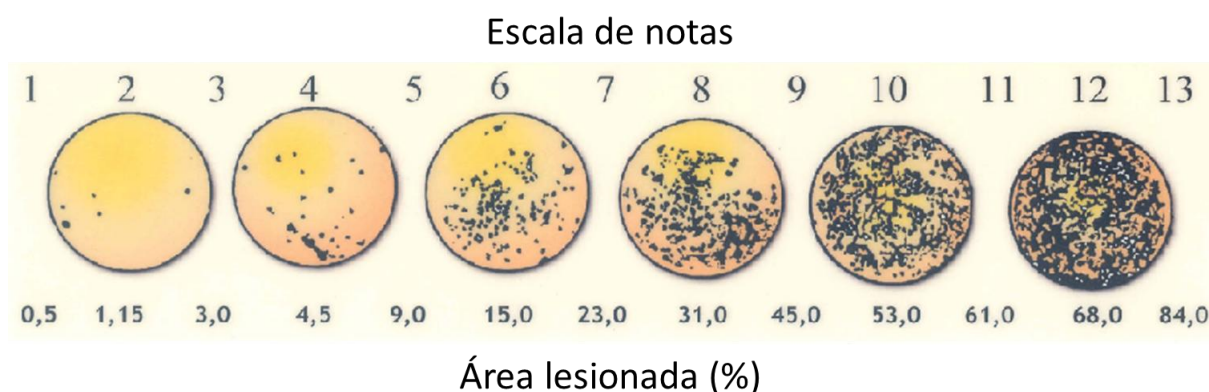 Escala de notas
1 2 3 4 5 6 7 8 9 10 11 12 13
0,5 1,15 3,0 4,5 9,0 15,0 23,0 31,0 45,0 53,0 61,0 68,0 84,0
Área lesionada (%)